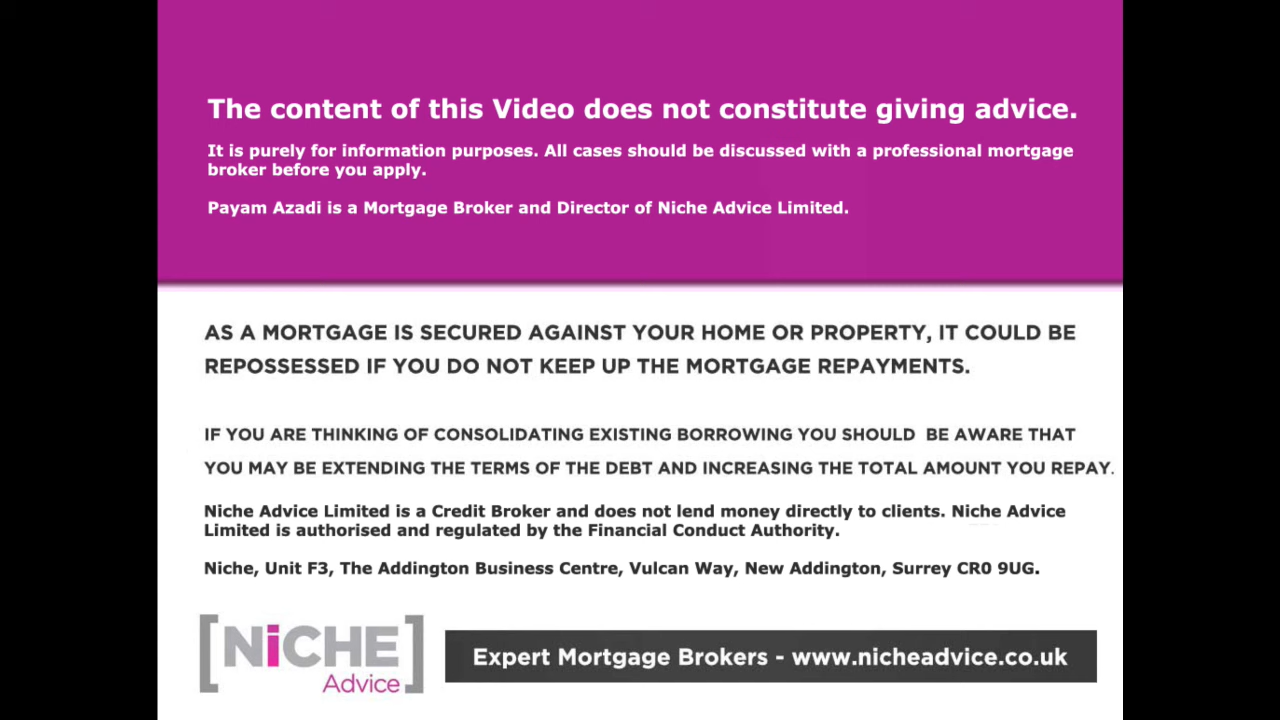 The content of this Video does not constitute giving advice.
It is purely for information purposes. All cases should be discussed with a professional mortgage
broker before you apply.
Payam Azadi is a Mortgage Broker and Director of Niche Advice Limited.
AS A MORTGAGE IS SECURED AGAINST YOUR HOME OR PROPERTY, IT COULD BE
REPOSSESSED IF YOU DO NOT KEEP UP THE MORTGAGE REPAYMENTS.
IF YOU ARE THINKING OF CONSOLIDATING EXISTING BORROWING YOU SHOULD BE AWARE THAT
YOU MAY BE EXTENDING THE TERMS OF THE DEBT AND INCREASING THE TOTAL AMOUNT YOU REPAY.
Niche Advice Limited is a Credit Broker and does not lend money directly to clients. Niche Advice
Limited is authorised and regulated by the Financial Conduct Authority.
Niche, Unit F3, The Addington Business Centre, Vulcan Way, New Addington, Surrey CR0 9UG.
[NiCHE
Advice]
Expert Mortgage Brokers - www.nicheadvice.co.uk